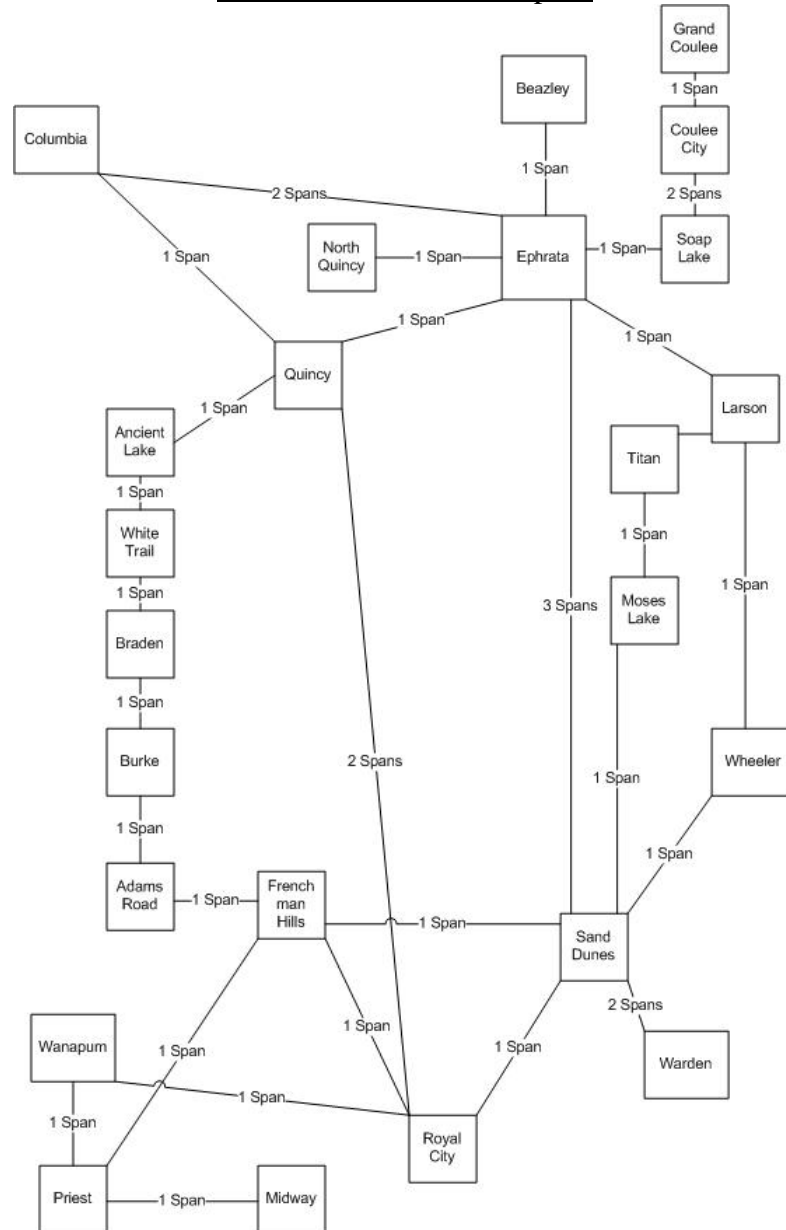 Grand
Coulee
1 Span
Beazley
Columbia
Coulee
City
1 Span
2 Spans
2 Spans
North
Quincy
1 Span
Ephrata
1 Span
Soap
Lake
1 Span
1 Span
1 Span
Quincy
Larson
1 Span
Ancient
Lake
Titan
1 Span
White
Trail
1 Span
1 Span
1 Span
3 Spans
Moses
Lake
Braden
1 Span
Burke
2 Spans
Wheeler
1 Span
1 Span
1 Span
Adams
Road
1 Span
French
man
Hills
1 Span
Sand
Dunes
2 Spans
Wanapum
1 Span
1 Span
1 Span
Warden
1 Span
1 Span
Royal
City
Priest
1 Span
Midway